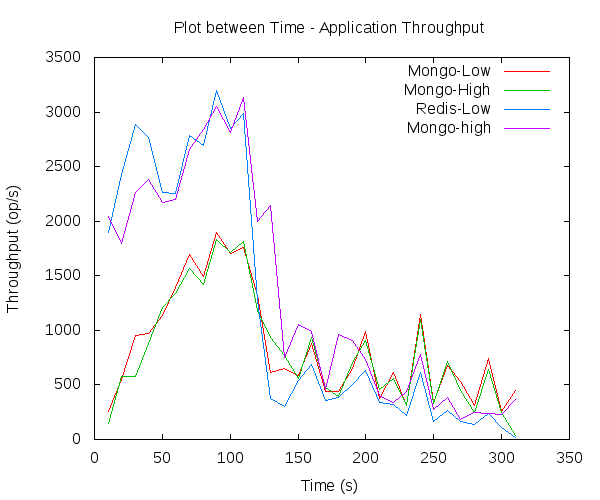 Plot between Time - Application Throughput
3500
3000
2500
2000
1500
1000
500
0
Throughput (op/s)
Mongo-Low
Mongo-High
Redis-Low
Mongo-high
0 50 100 150 200 250 300 350
Time (s)